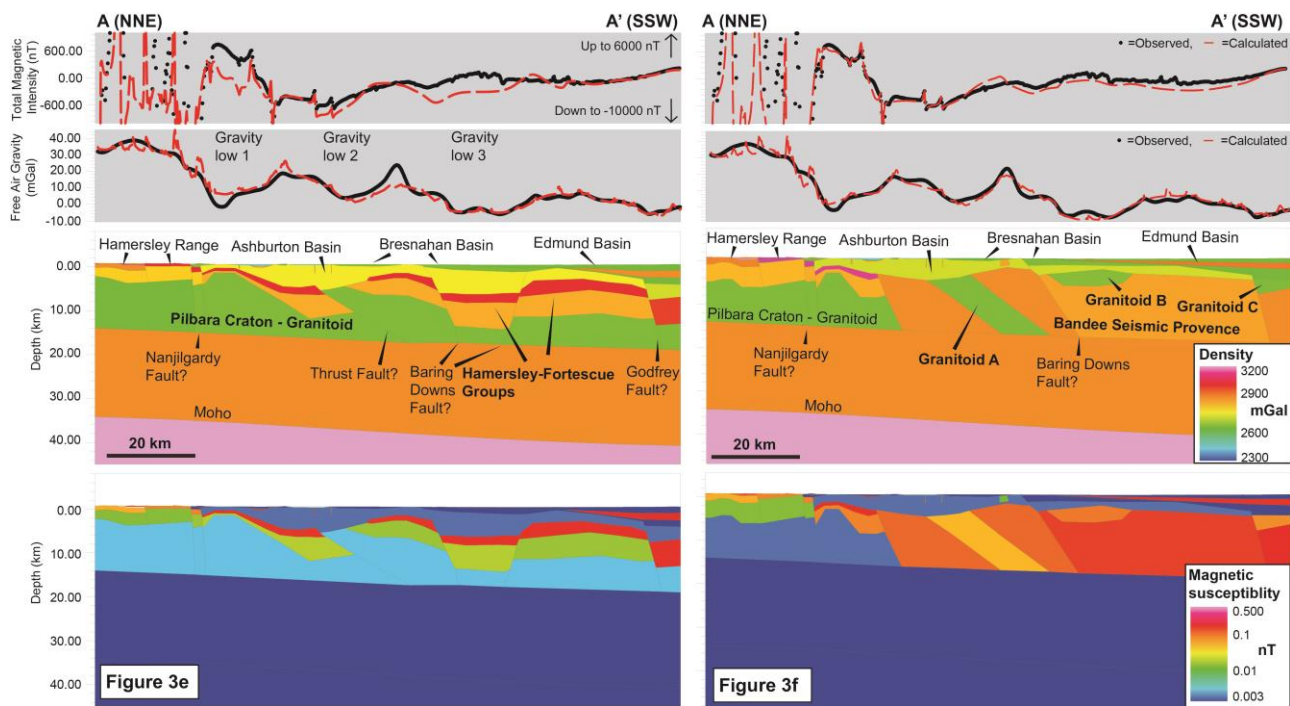 A (NNE)
A' (SSW)
Total Magnetic
Intensity (nT)
600.00
0.00
-600.00
Up to 6000 nT
Down to -10000 nT
Free Air Gravity
(mGal)
40.00
30.00
20.00
10.00
0.00
-10.00
Gravity
low 1
Gravity
low 2
Gravity
low 3
Hamersley Range
Ashburton Basin
Bresnahan Basin
Edmund Basin
Depth (km)
0.00
10.00
20.00
30.00
40.00
Pilbara Craton - Granitoid
Nanjilgardy
Fault?
Thrust Fault?
Baring
Downs
Fault?
Hamersley-Fortescue
Groups
Godfrey
Fault?
Moho
20 km
Depth (km)
0.00
10.00
20.00
30.00
40.00
Figure 3e
A (NNE)
A' (SSW)
=Observed,
=Calculated
=Observed,
=Calculated
Hamersley Range
Ashburton Basin
Bresnahan Basin
Edmund Basin
Pilbara Craton - Granitoid
Granitoid B
Granitoid C
Bandee Seismic Provence
Nanjilgardy
Fault?
Granitoid A
Baring Downs
Fault?
20 km
Density
3200
2900
mGal
2600
2300
Magnetic
susceptiblity
0.500
0.1
nT
0.01
0.003
Figure 3f